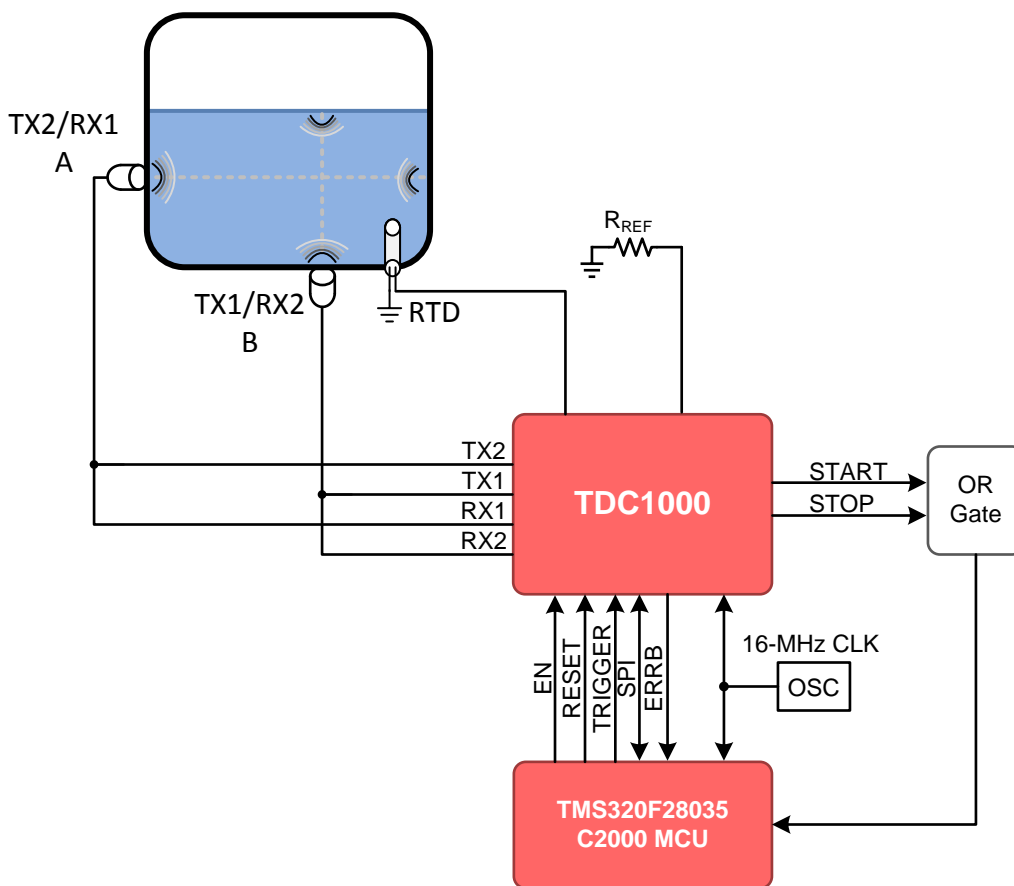 TX2/RX1
A
TX1/RX2
B
RTD
RREF
TX2
TX1
RX1
RX2
TDC1000
START
STOP
OR
Gate
EN
RESET
TRIGGER
SPI
ERRB
16-MHz CLK
OSC
TMS320F28035
C2000 MCU